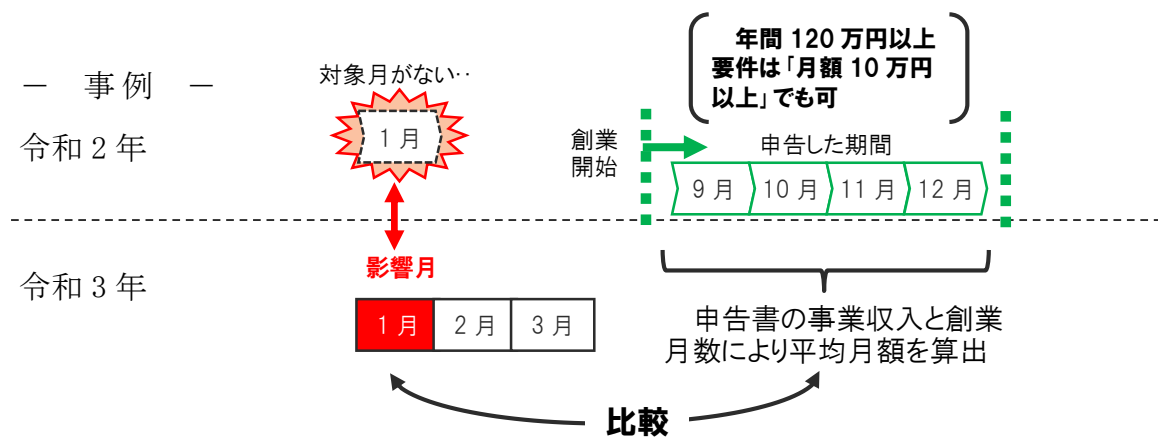 年間 120 万円以上
要件は「月額 10 万円
以上」でも可
－ 事例 －
対象月がない‥
令和２年
１月
創業
開始
申告した期間
９月
10 月
11 月
12 月
影響月
令和３年
１月
２月
３月
申告書の事業収入と創業
月数により平均月額を算出
比較